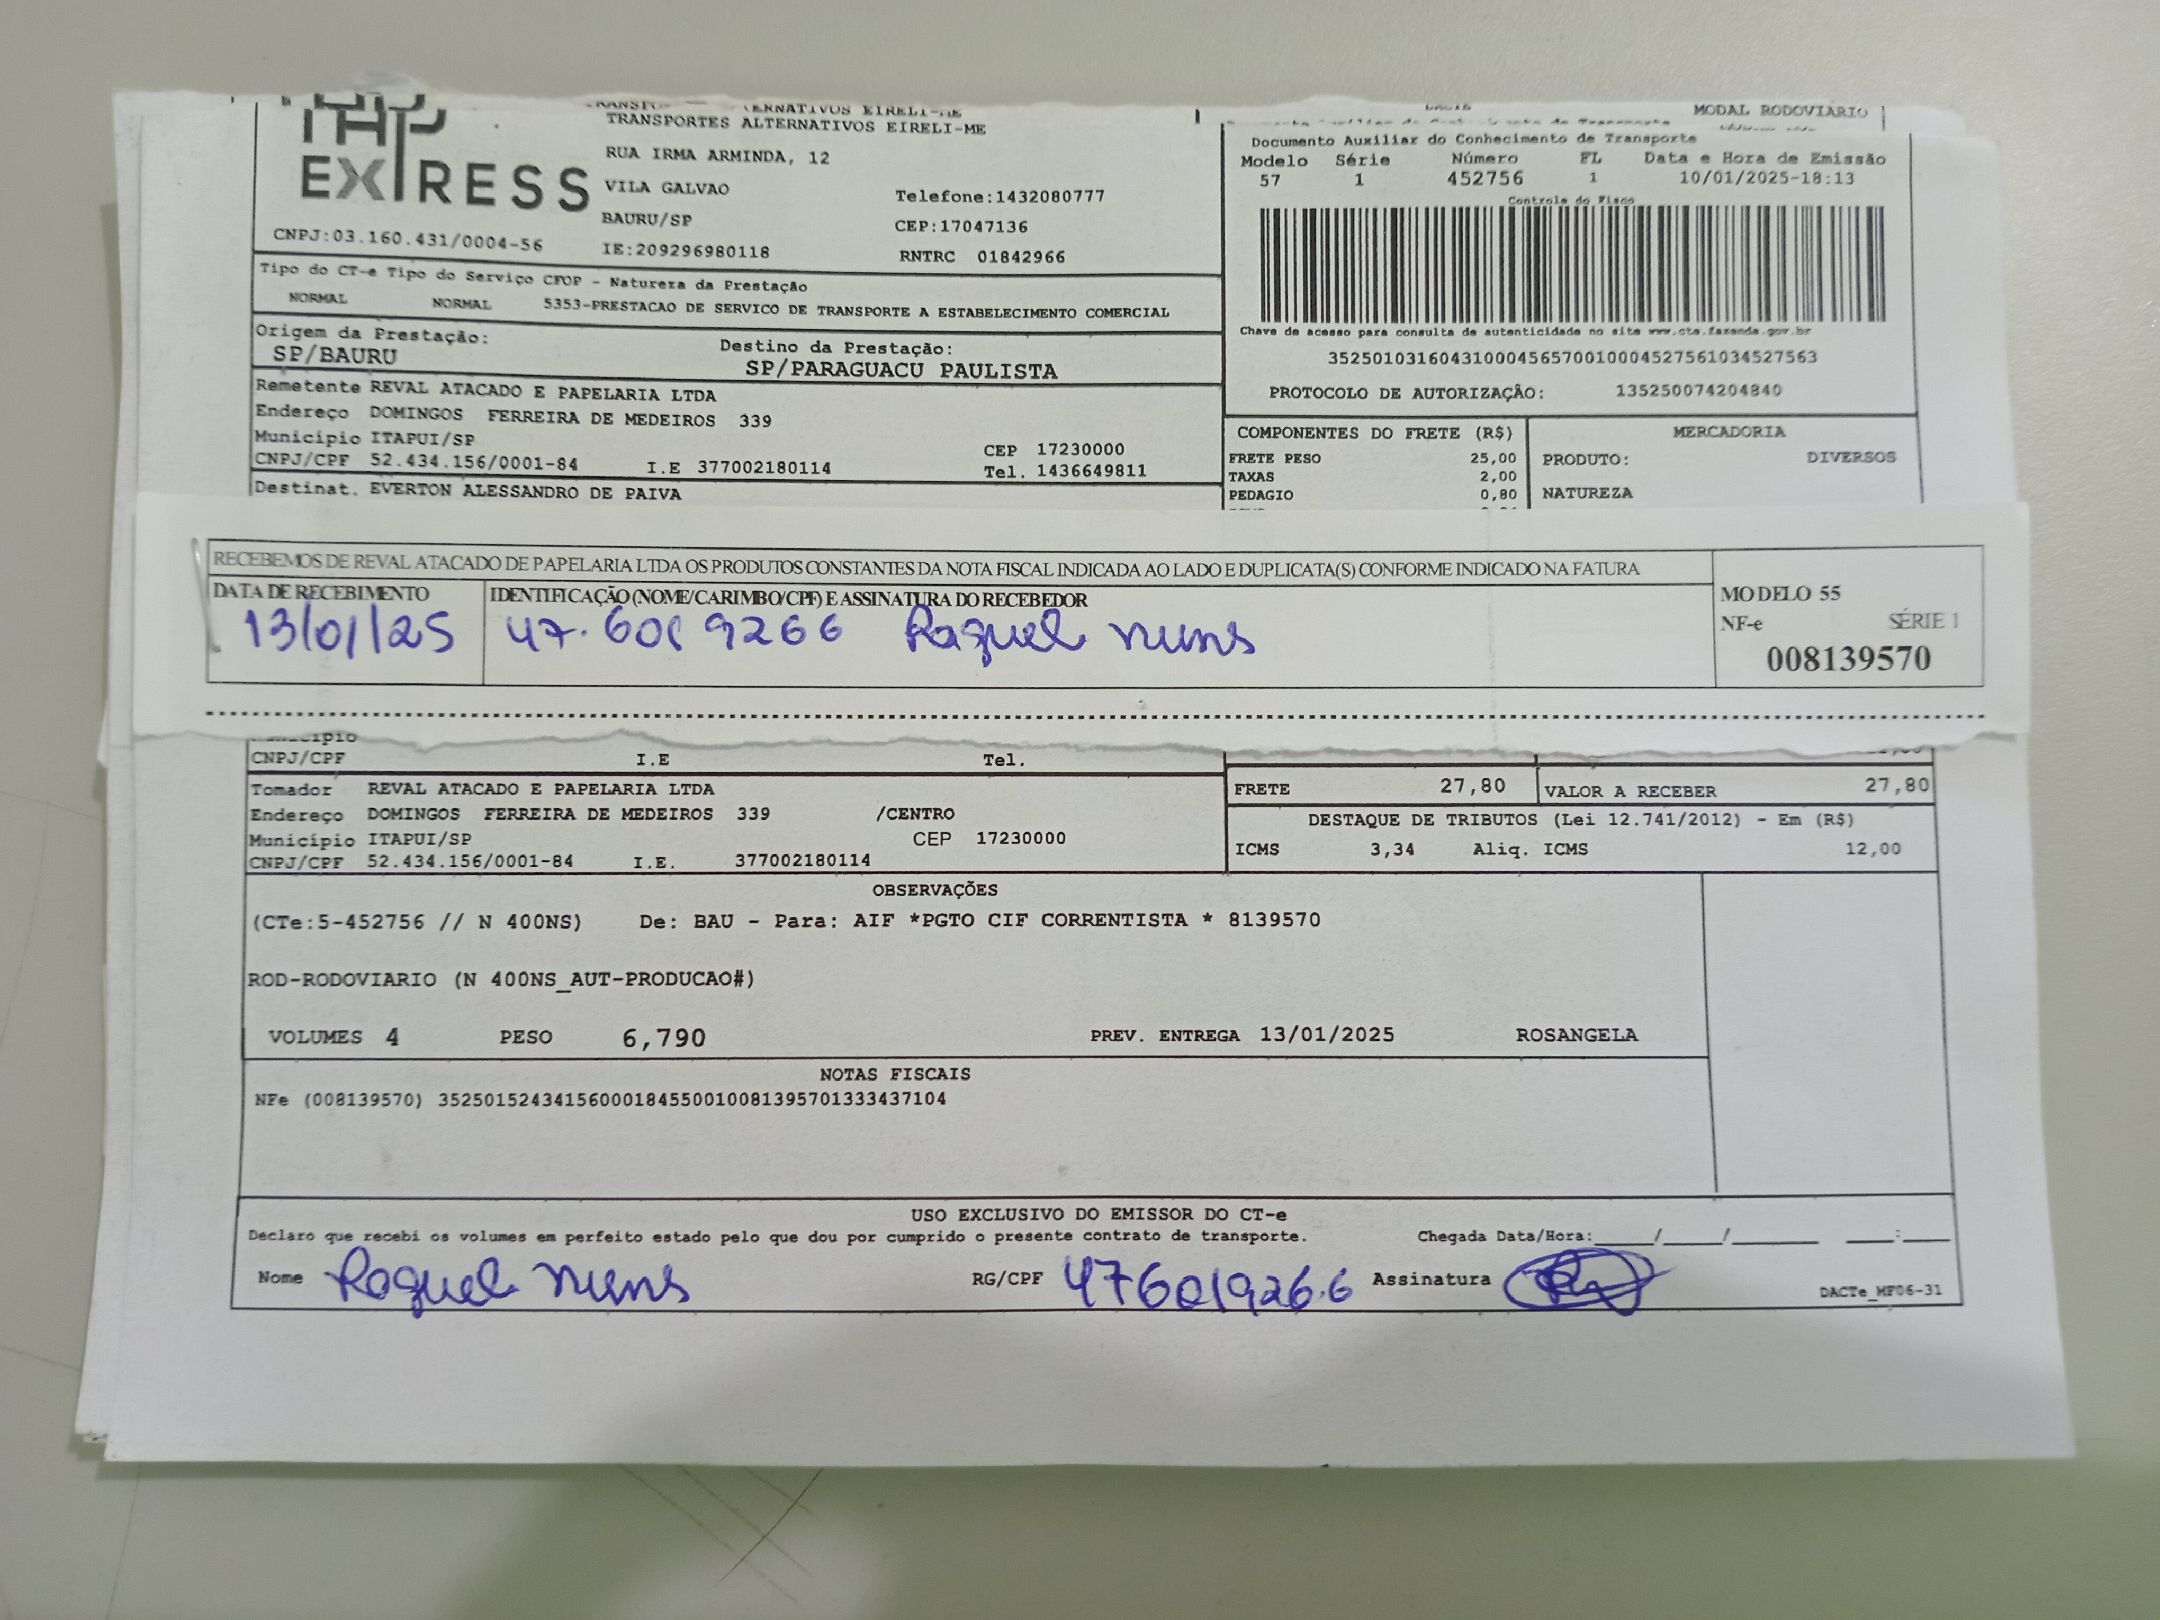 TRANSPORTES ALTERNATIVOS EIRELI-ME
EXPRESS
RUA IRMA ARMINDA, 12
VILA GALVAO
Telefone:1432080777
BAURU/SP
CEP:17047136
CNPJ:03.160.431/0004-56
IE:209296980118
RNTRC 01842966
Tipo do CT-e Tipo do Serviço CFOP - Natureza da Prestação
NORMAL NORMAL 5353-PRESTACAO DE SERVICO DE TRANSPORTE A ESTABELECIMENTO COMERCIAL
Origem da Prestação:
SP/BAURU
Destino da Prestação:
SP/PARAGUACU PAULISTA
Remetente REVAL ATACADO E PAPELARIA LTDA
Endereço DOMINGOS FERREIRA DE MEDEIROS 339
Município ITAPUI/SP CEP 17230000
CNPJ/CPF 52.434.156/0001-84 I.E 377002180114 Tel. 1436649811
Destinat. EVERTON ALESSANDRO DE PAIVA
MODAL RODOVIÁRIO
Documento Auxiliar do Conhecimento de Transporte
Modelo Série Número FL Data e Hora de Emissão
57 1 452756 1 10/01/2025-18:13
Controle do Fisco
Chave de acesso para consulta de autenticidade no site www.cte.fazenda.gov.br
35250103160431000456570010004527561034527563
PROTOCOLO DE AUTORIZAÇÃO: 135250074204840
COMPONENTES DO FRETE (R$) MERCADORIA
FRETE PESO 25,00 PRODUTO: DIVERSOS
TAXAS 2,00
PEDAGIO 0,80 NATUREZA
RECEBEMOS DE REVAL ATACADO DE PAPELARIA LTDA OS PRODUTOS CONSTANTES DA NOTA FISCAL INDICADA AO LADO E DUPLICATA(S) CONFORME INDICADO NA FATURA
DATA DE RECEBIMENTO IDENTIFICAÇÃO (NOME/CARIMBO/CPF) E ASSINATURA DO RECEBEDOR
13/01/25 47.6019266 Raquel Nunes
MODELO 55
NF-e SÉRIE 1
008139570
CNPJ/CPF I.E Tel.
Tomador REVAL ATACADO E PAPELARIA LTDA
Endereço DOMINGOS FERREIRA DE MEDEIROS 339 /CENTRO
Município ITAPUI/SP CEP 17230000
CNPJ/CPF 52.434.156/0001-84 I.E. 377002180114
FRETE 27,80 VALOR A RECEBER 27,80
DESTAQUE DE TRIBUTOS (Lei 12.741/2012) - Em (R$)
ICMS 3,34 Aliq. ICMS 12,00
OBSERVAÇÕES
(CTe:5-452756 // N 400NS) De: BAU - Para: AIF *PGTO CIF CORRENTISTA * 8139570
ROD-RODOVIARIO (N 400NS_AUT-PRODUCAO#)
VOLUMES 4 PESO 6,790 PREV. ENTREGA 13/01/2025 ROSANGELA
NOTAS FISCAIS
NFe (008139570) 35250152434156000184550010081395701333437104
USO EXCLUSIVO DO EMISSOR DO CT-e
Declaro que recebi os volumes em perfeito estado pelo que dou por cumprido o presente contrato de transporte. Chegada Data/Hora:____/____/______ ___:___
Nome Raquel Nunes RG/CPF 476019266 Assinatura
DACTe_MF06-31